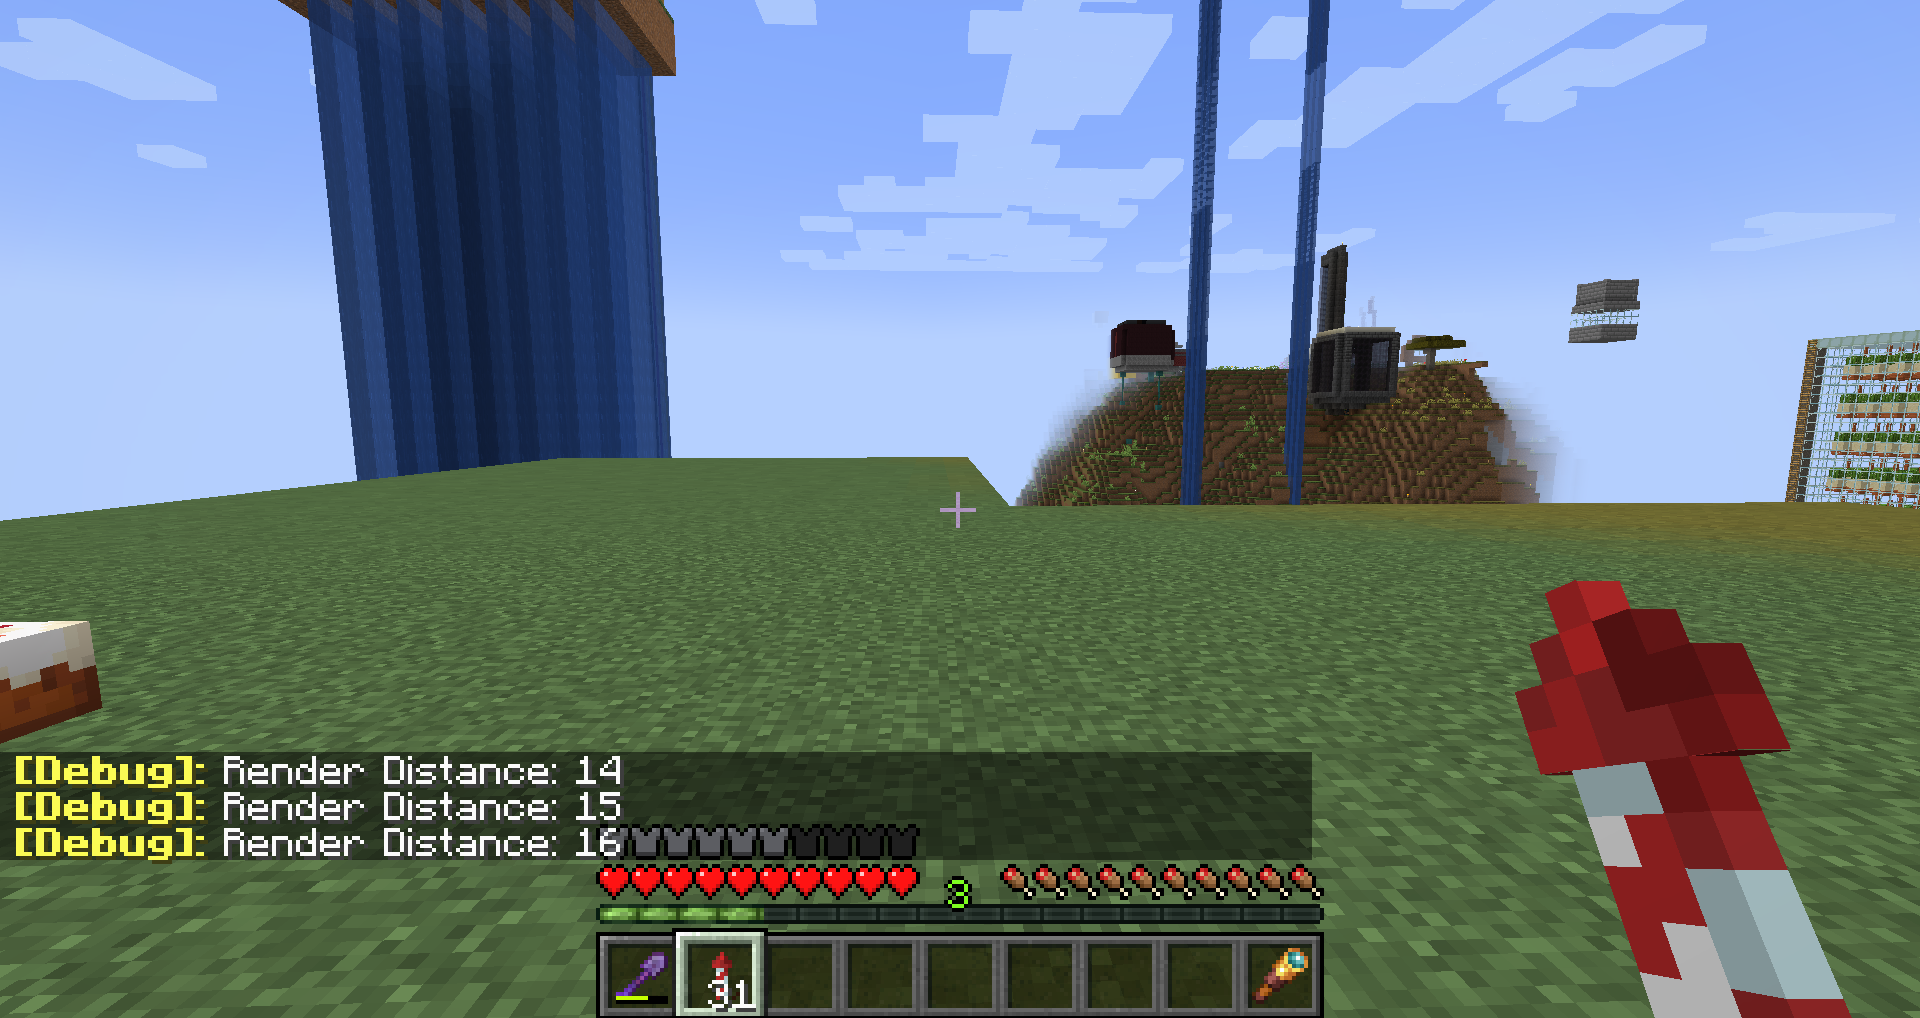 [Debug]: Render Distance: 14
[Debug]: Render Distance: 15
[Debug]: Render Distance: 16
3
31